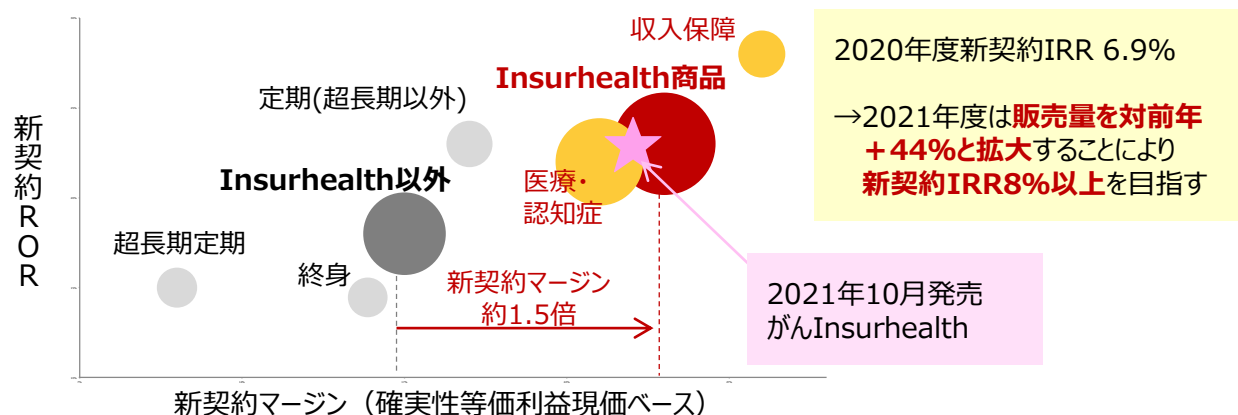 収入保障
Insurhealth商品
定期(超長期以外)
Insurhealth以外
医療・
認知症
超長期定期
終身
新契約マージン
約1.5倍
新契約ROR
新契約マージン（確実性等価利益現価ベース）
2020年度新契約IRR 6.9%
→2021年度は販売量を対前年
＋44%と拡大することにより
新契約IRR8%以上を目指す
2021年10月発売
がんInsurhealth